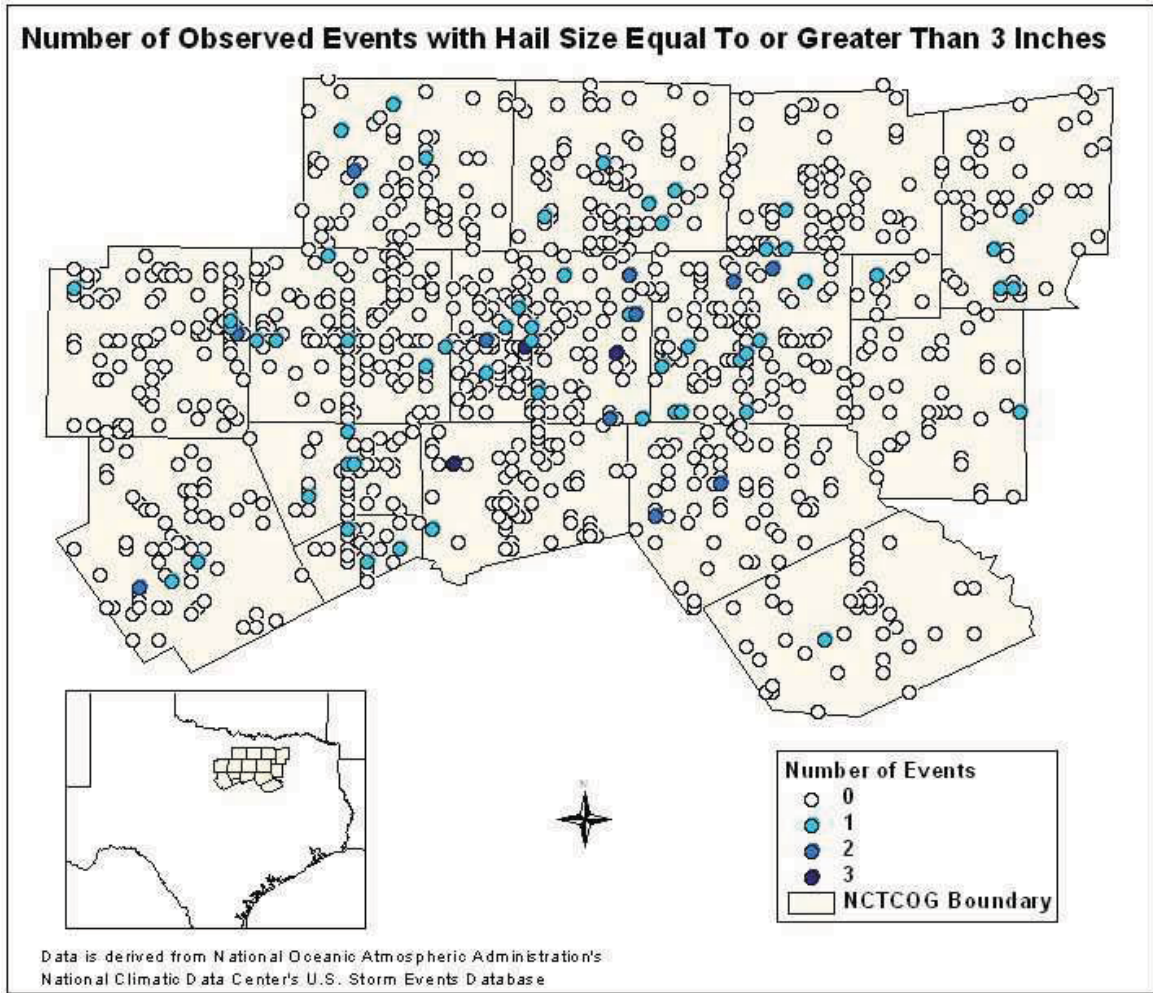 Number of Observed Events with Hail Size Equal To or Greater Than 3 Inches
Number of Events
0
1
2
3
NCTCOG Boundary
Data is derived from National Oceanic Atmospheric Administration's
National Climatic Data Center's U.S. Storm Events Database